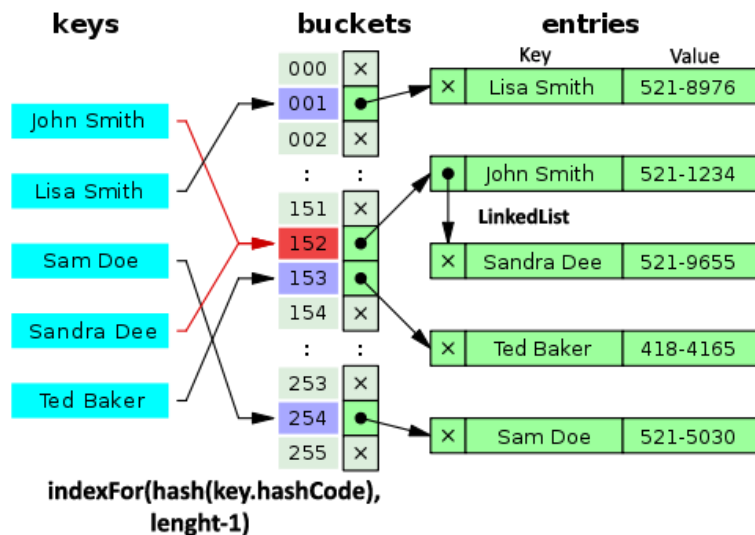 keys
buckets
entries
Key Value
000
Lisa Smith 521-8976
001
002
John Smith
:  :
John Smith 521-1234
Lisa Smith
151
LinkedList
152
Sam Doe
Sandra Dee 521-9655
153
154
Sandra Dee
:  :
Ted Baker 418-4165
253
Ted Baker
254
Sam Doe 521-5030
255
indexFor(hash(key.hashCode),
lenght-1)